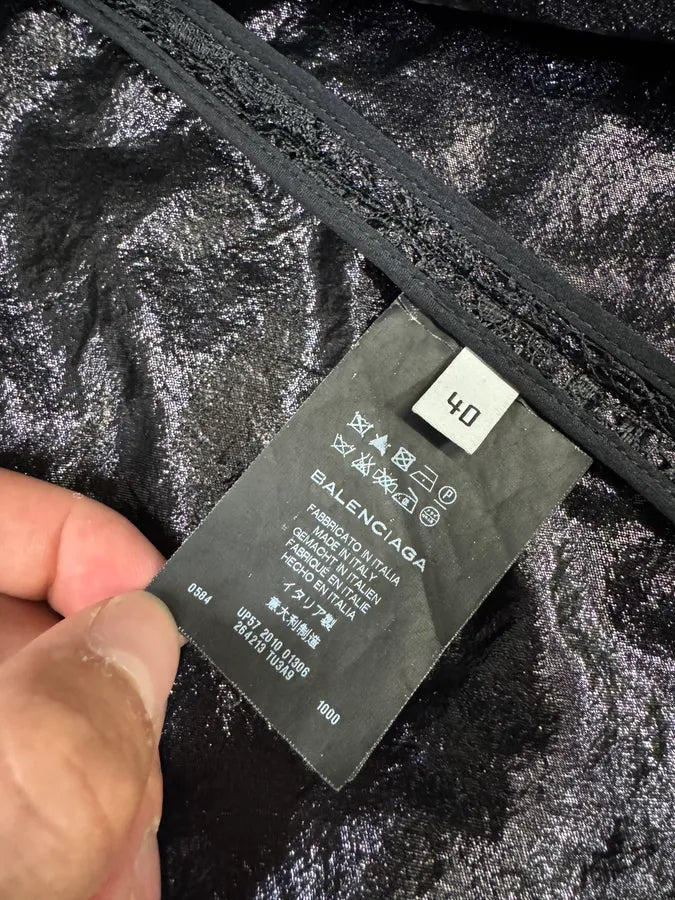 40
BALENCIAGA
FABBRICATO IN ITALIA
MADE IN ITALY
GEMACHT IN ITALIEN
FABRIQUÉ EN ITALIE
HECHO EN ITALIA
イタリア製
意大利制造
0584
UP57 2010 01306
264213 TU3A9
1000